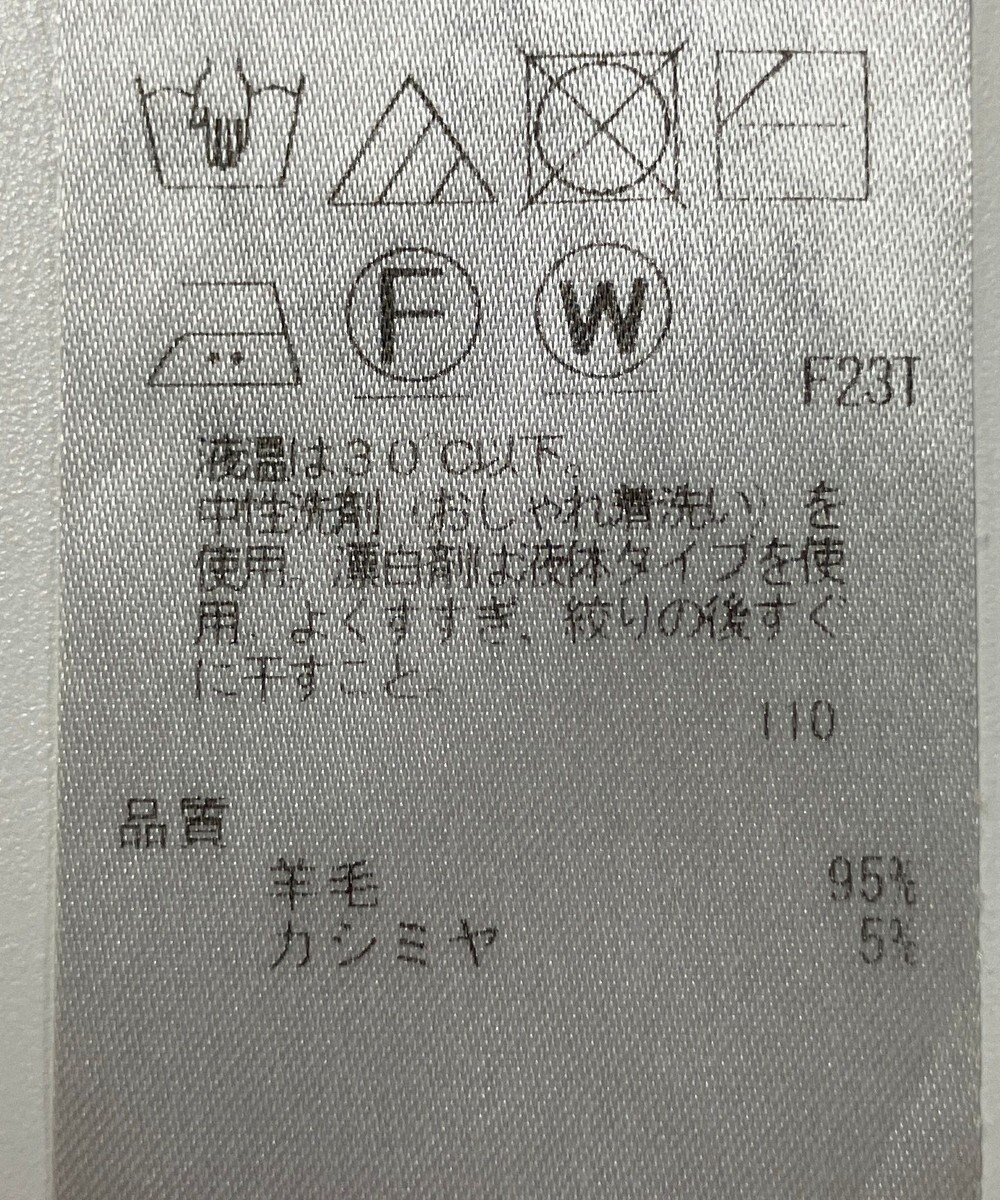 F W
F23T
液温は30℃以下。
中性洗剤（おしゃれ着洗い）を
使用、漂白剤は液体タイプを使
用、よくすすぎ、絞りの後すぐ
に干すこと。
110
品質
羊毛 95%
カシミヤ 5%